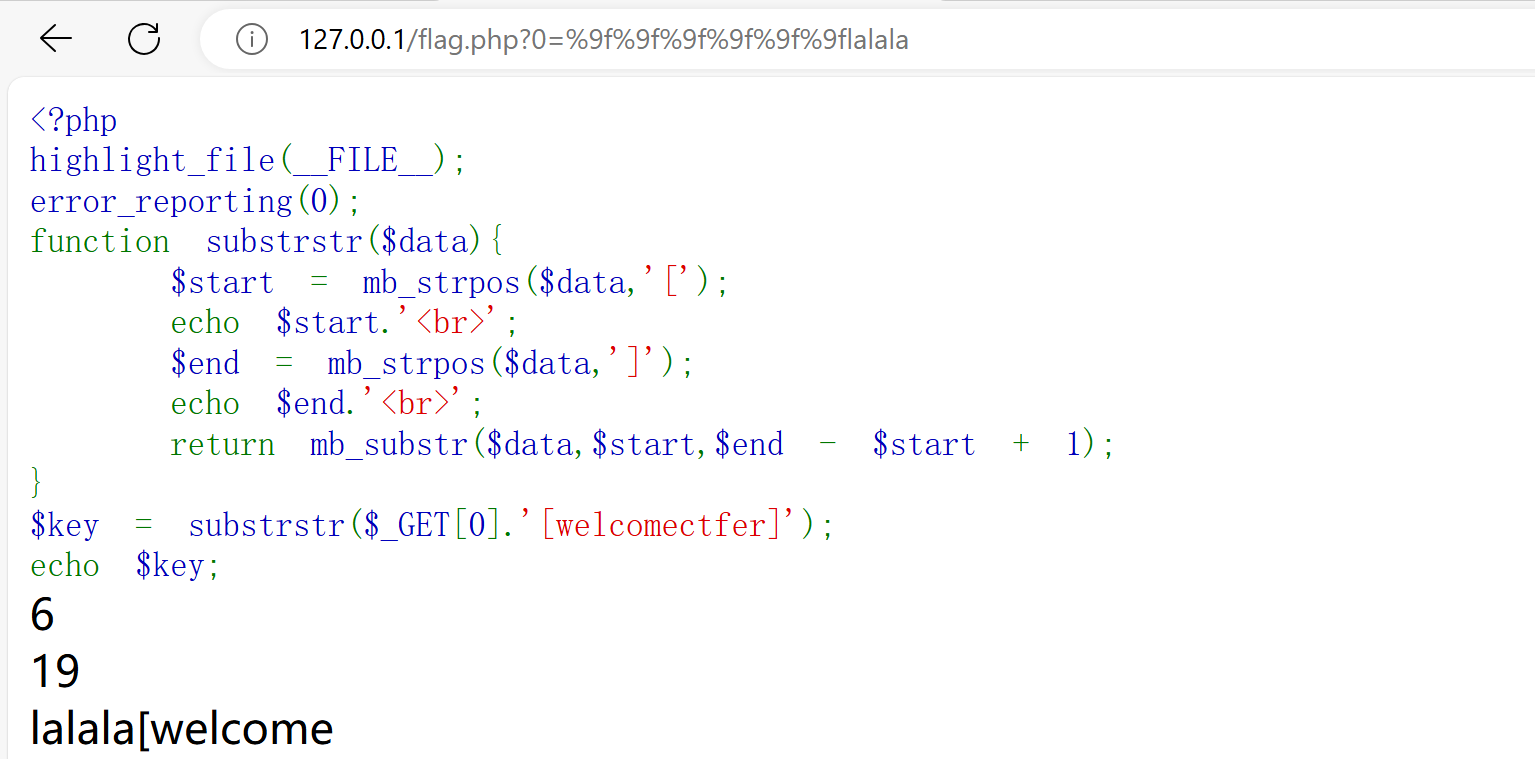 127.0.0.1/flag.php?0=%9f%9f%9f%9f%9f%9flalala
<?php
highlight_file(__FILE__);
error_reporting(0);
function substrstr($data){
        $start = mb_strpos($data,'[');
        echo $start.'<br>';
        $end = mb_strpos($data,']');
        echo $end.'<br>';
        return mb_substr($data,$start,$end - $start + 1);
}
$key = substrstr($_GET[0].'[welcomectfer]');
echo $key;
6
19
lalala[welcome